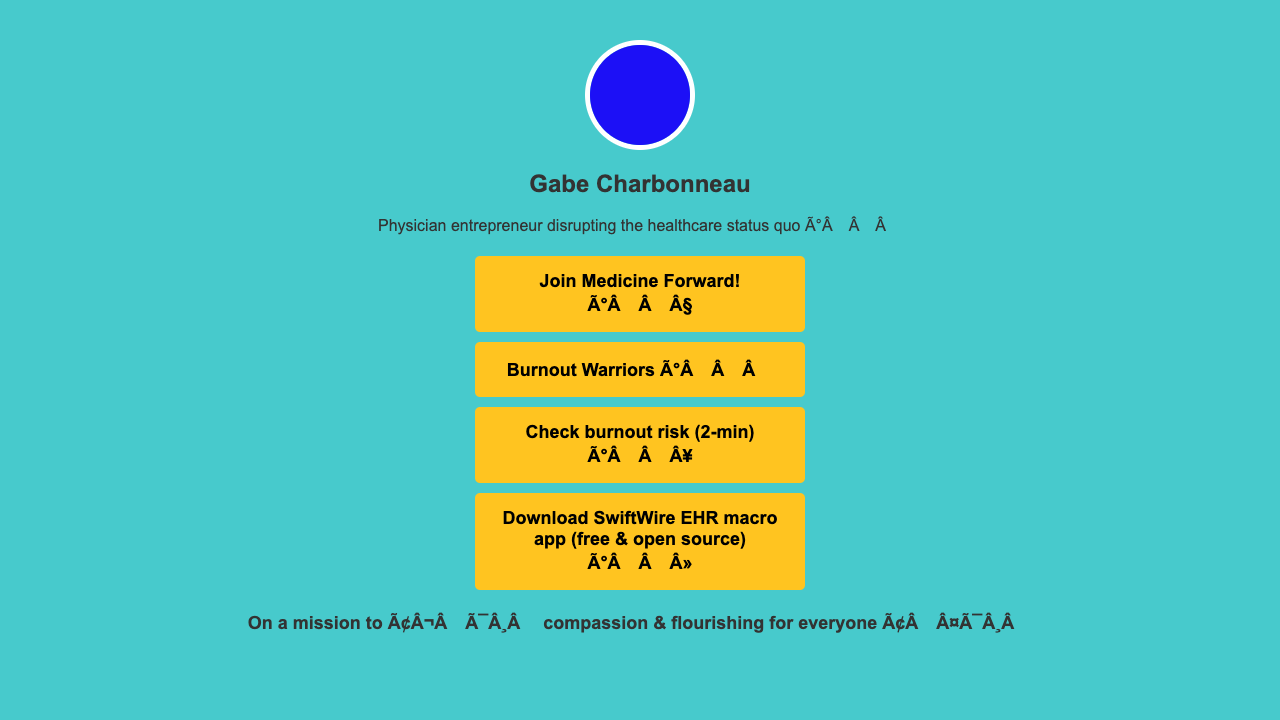 Gabe Charbonneau
Physician entrepreneur disrupting the healthcare status quo Ã°Â Â Â
Join Medicine Forward!
Ã°Â Â Â§
Burnout Warriors Ã°Â Â Â
Check burnout risk (2-min)
Ã°Â Â Â¥
Download SwiftWire EHR macro
app (free & open source)
Ã°Â Â Â»
On a mission to Ã¢Â¬Â Ã¯Â¸Â compassion & flourishing for everyone Ã¢Â Â¤Ã¯Â¸Â